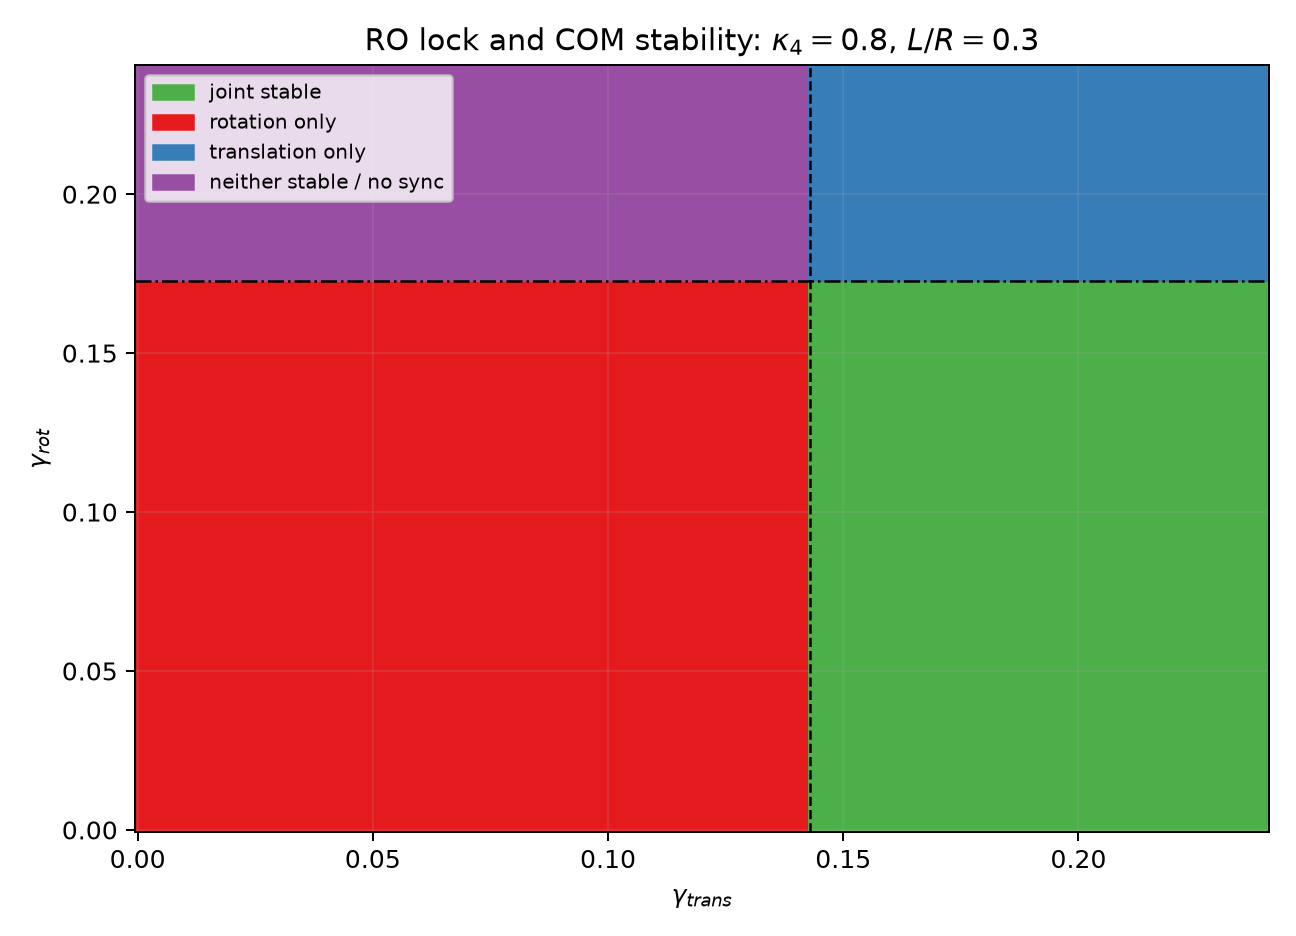 RO lock and COM stability: κ₄ = 0.8, L/R = 0.3
joint stable
rotation only
translation only
neither stable / no sync
0.20
0.15
0.10
0.05
0.00
γrot
0.00 0.05 0.10 0.15 0.20
γtrans